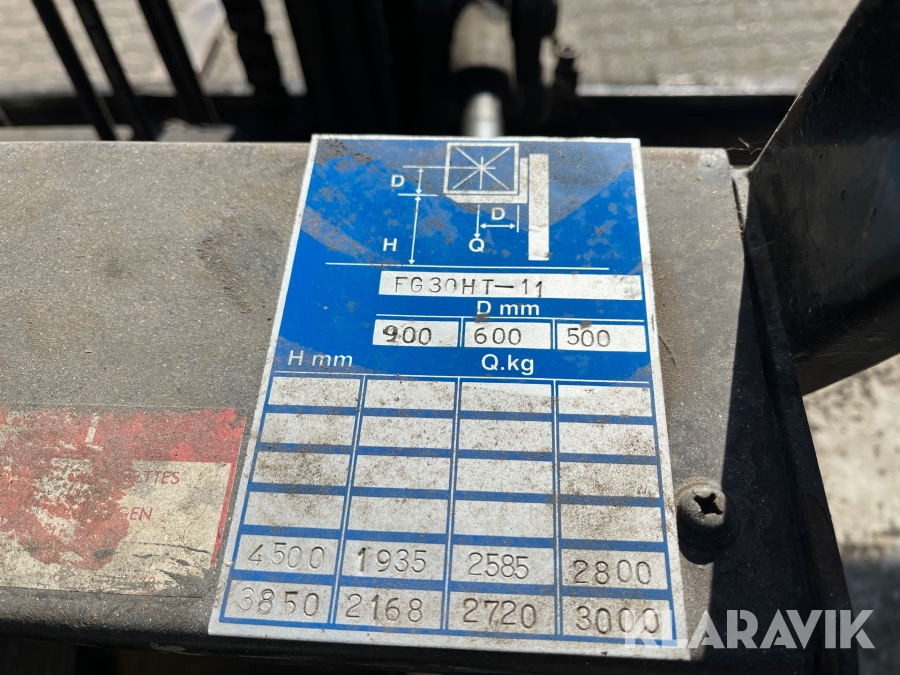 D
D
H Q
FG30HT-11
D mm
900 600 500
H mm Q.kg
4500 1935 2585 2800
3850 2168 2720 3000
KLARAVIK